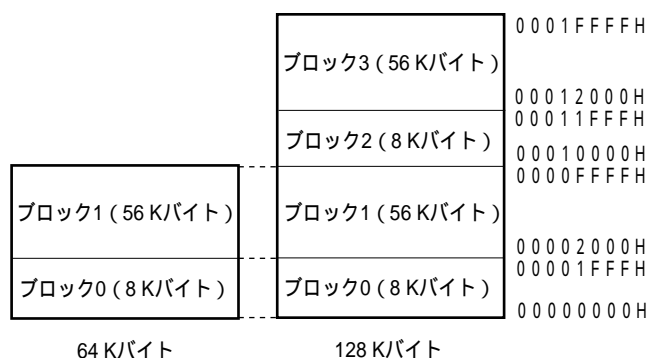 0001FFFFH
ブロック3(56 Kバイト)
00012000H
00011FFFH
ブロック2(8 Kバイト)
00010000H
0000FFFFH
ブロック1(56 Kバイト)
ブロック1(56 Kバイト)
00002000H
00001FFFH
ブロック0(8 Kバイト)
ブロック0(8 Kバイト)
00000000H
64 Kバイト
128 Kバイト